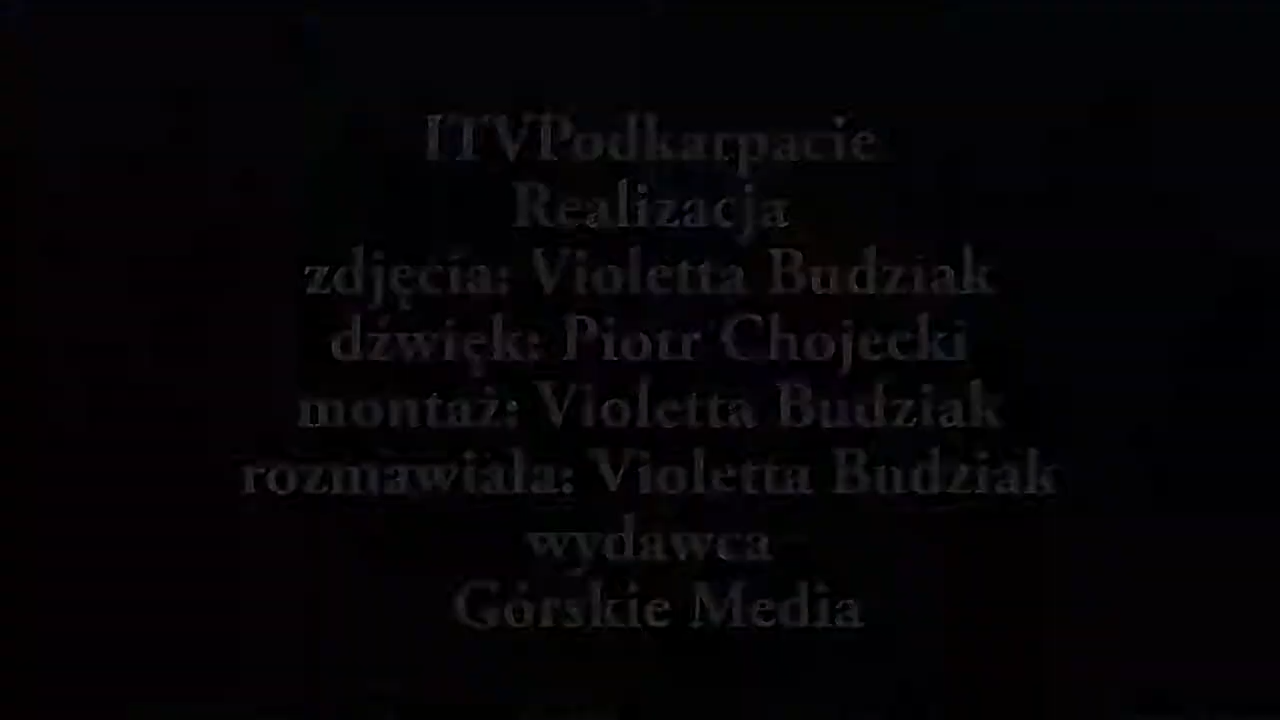 ITVPodkarpacie
Realizacja
zdjęcia: Violetta Budziak
dźwięk: Piotr Chojecki
montaż: Violetta Budziak
rozmawiała: Violetta Budziak
wydawca
Górskie Media